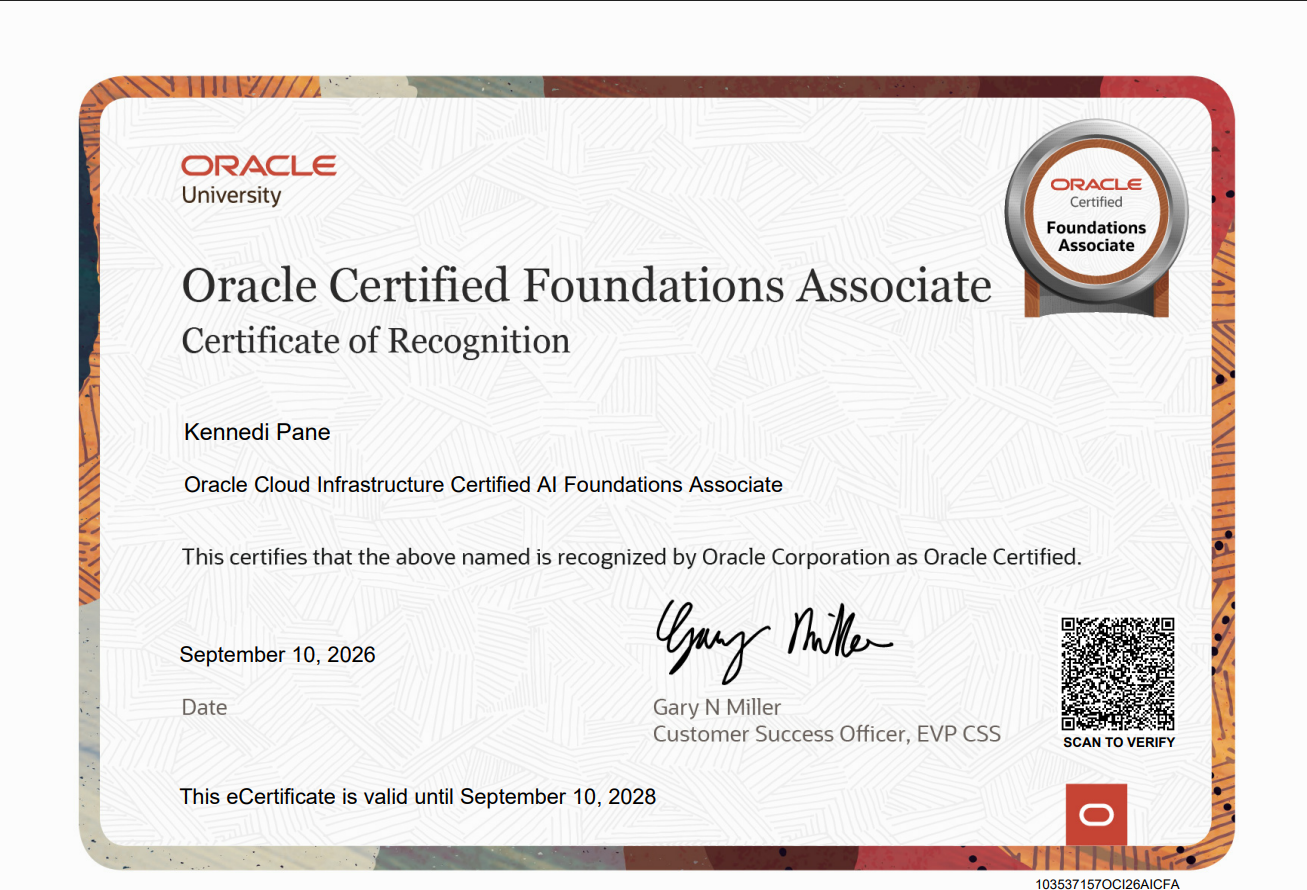 ORACLE
University
ORACLE
Certified
Foundations
Associate
Oracle Certified Foundations Associate
Certificate of Recognition
Kennedi Pane
Oracle Cloud Infrastructure Certified AI Foundations Associate
This certifies that the above named is recognized by Oracle Corporation as Oracle Certified.
September 10, 2026
Date
Gary Miller
Gary N Miller
Customer Success Officer, EVP CSS
SCAN TO VERIFY
This eCertificate is valid until September 10, 2028
103537157OCI26AICFA